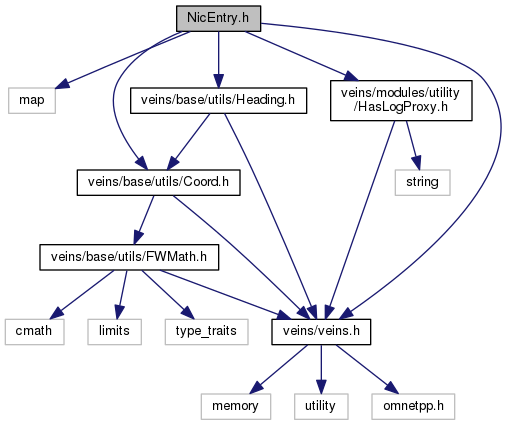 NicEntry.h
map
veins/base/utils/Heading.h
veins/modules/utility
/HasLogProxy.h
veins/base/utils/Coord.h
string
veins/base/utils/FWMath.h
cmath
limits
type_traits
veins/veins.h
memory
utility
omnetpp.h